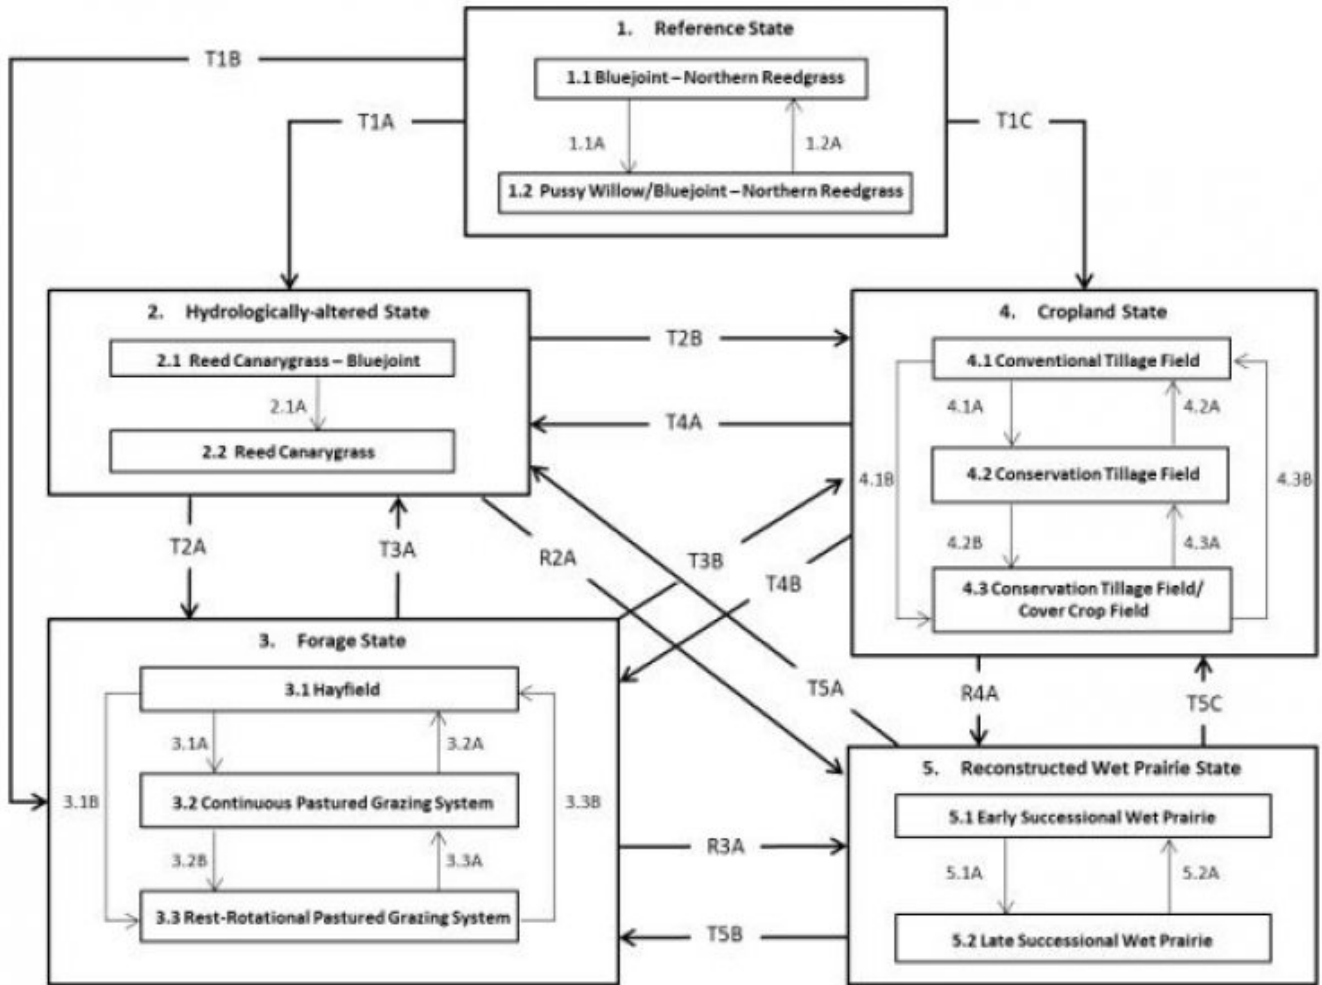 1. Reference State
T1B
1.1 Bluejoint – Northern Reedgrass
T1A
T1C
1.1A
1.2A
1.2 Pussy Willow/Bluejoint – Northern Reedgrass
2. Hydrologically-altered State
2.1 Reed Canarygrass – Bluejoint
2.1A
2.2 Reed Canarygrass
T2B
T4A
4. Cropland State
4.1 Conventional Tillage Field
4.1A
4.2A
4.2 Conservation Tillage Field
4.1B
4.3B
4.2B
4.3A
4.3 Conservation Tillage Field/
Cover Crop Field
T2A
T3A
R2A
T3B
T4B
T5A
R4A
T5C
3. Forage State
3.1 Hayfield
3.1A
3.2A
3.2 Continuous Pastured Grazing System
3.1B
3.3B
3.2B
3.3A
3.3 Rest-Rotational Pastured Grazing System
R3A
T5B
5. Reconstructed Wet Prairie State
5.1 Early Successional Wet Prairie
5.1A
5.2A
5.2 Late Successional Wet Prairie